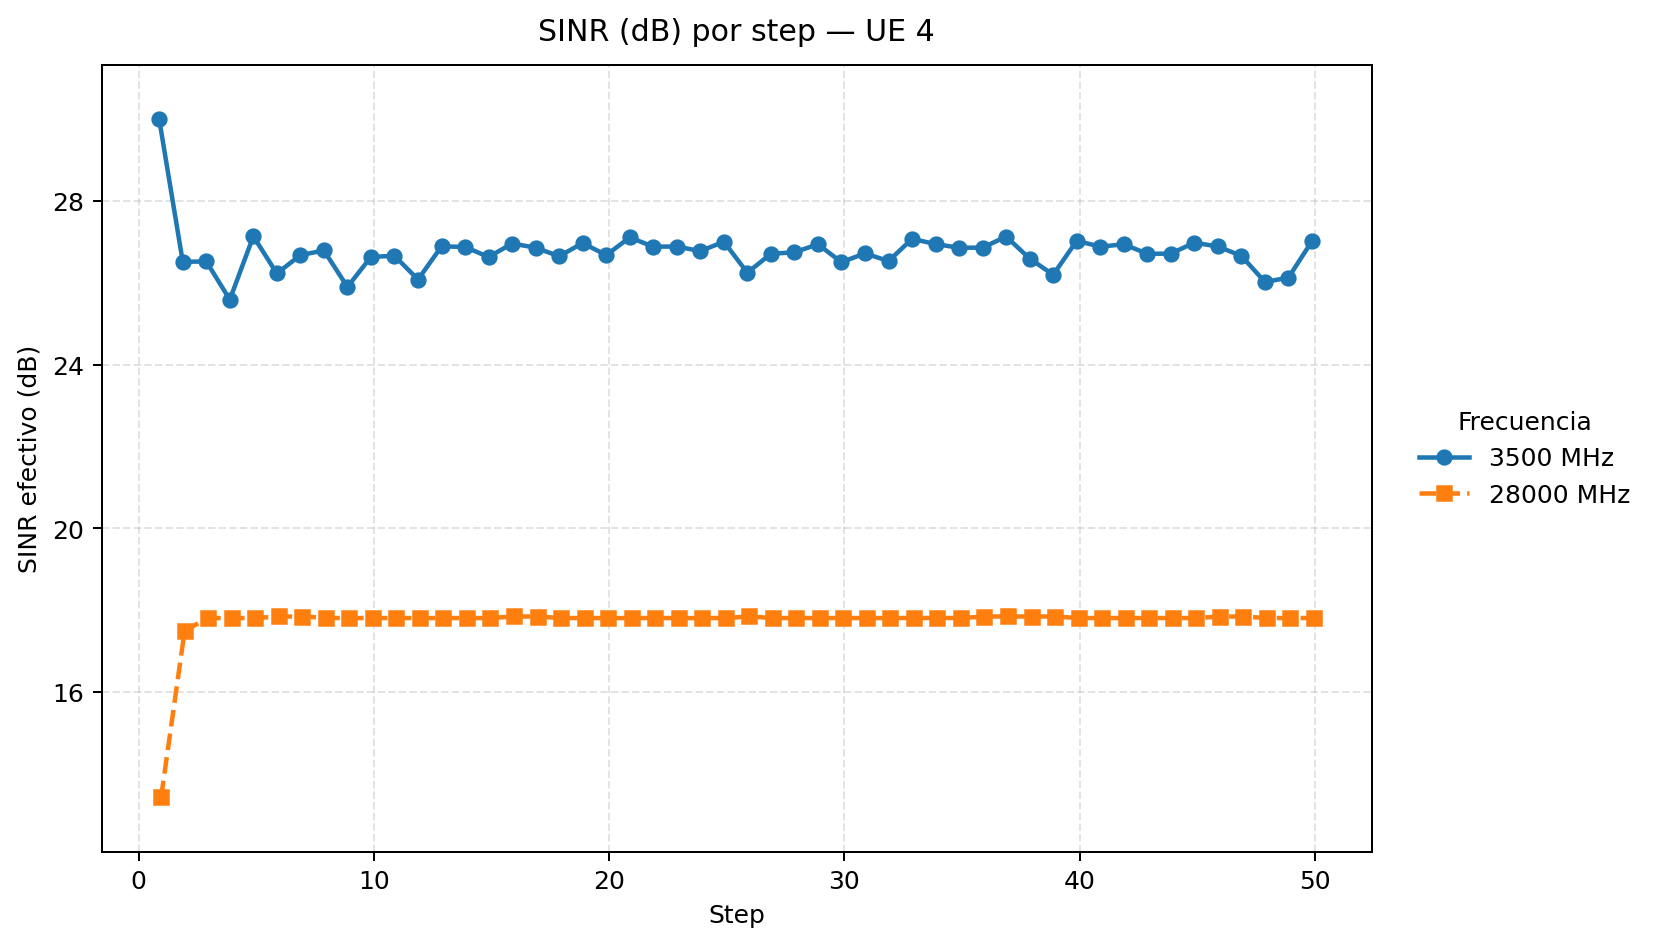 SINR (dB) por step — UE 4
SINR efectivo (dB)
28
24
20
16
0 10 20 30 40 50
Step
Frecuencia
3500 MHz
28000 MHz